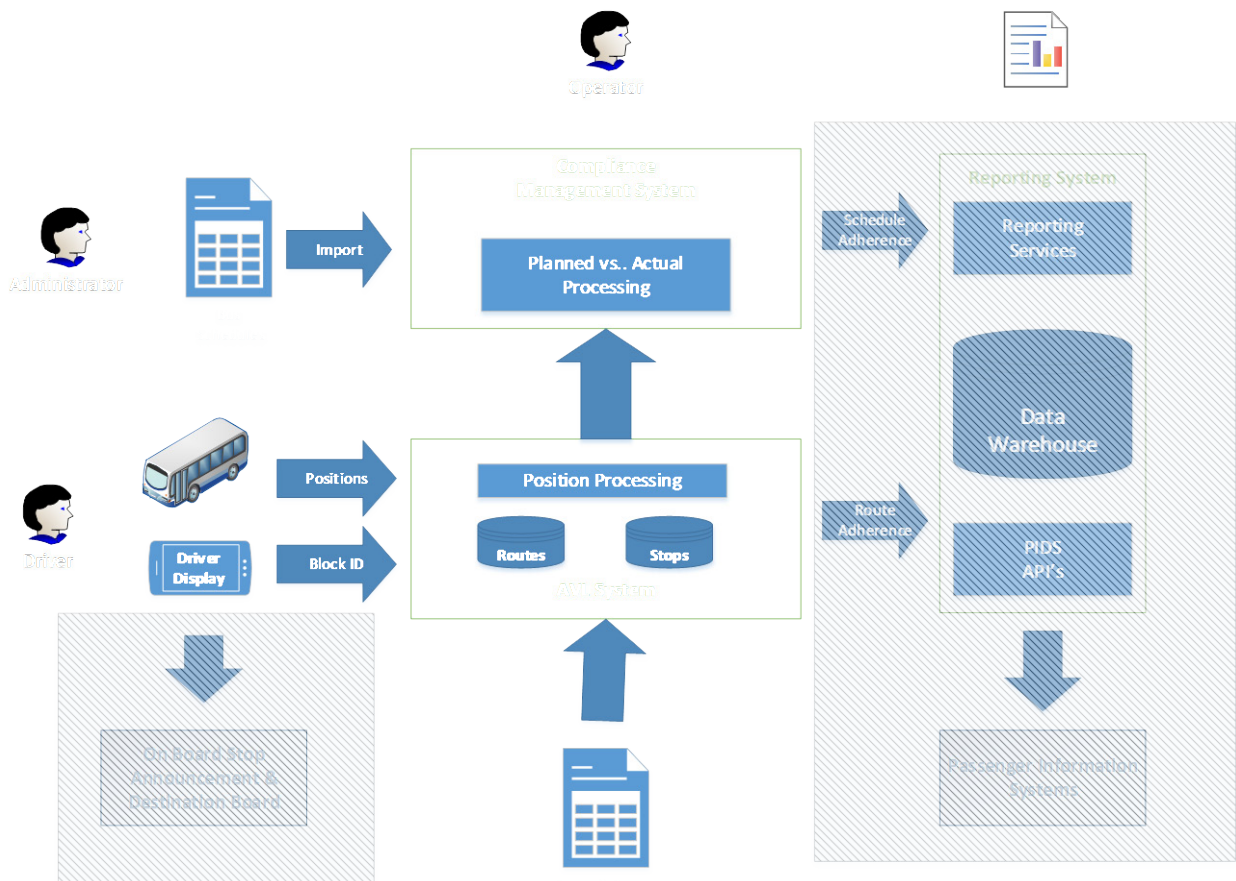 Operator
Compliance
Management System
Reporting System
Schedule
Adherence
Reporting
Services
Import
Planned vs.. Actual
Processing
Administrator
Data
Warehouse
Positions
Position Processing
Route
Adherence
Driver
Driver
Display
Block ID
Routes
Stops
PIDS
API's
AVL System
On Board Stop
Announcement &
Destination Board
Passenger Information
Systems